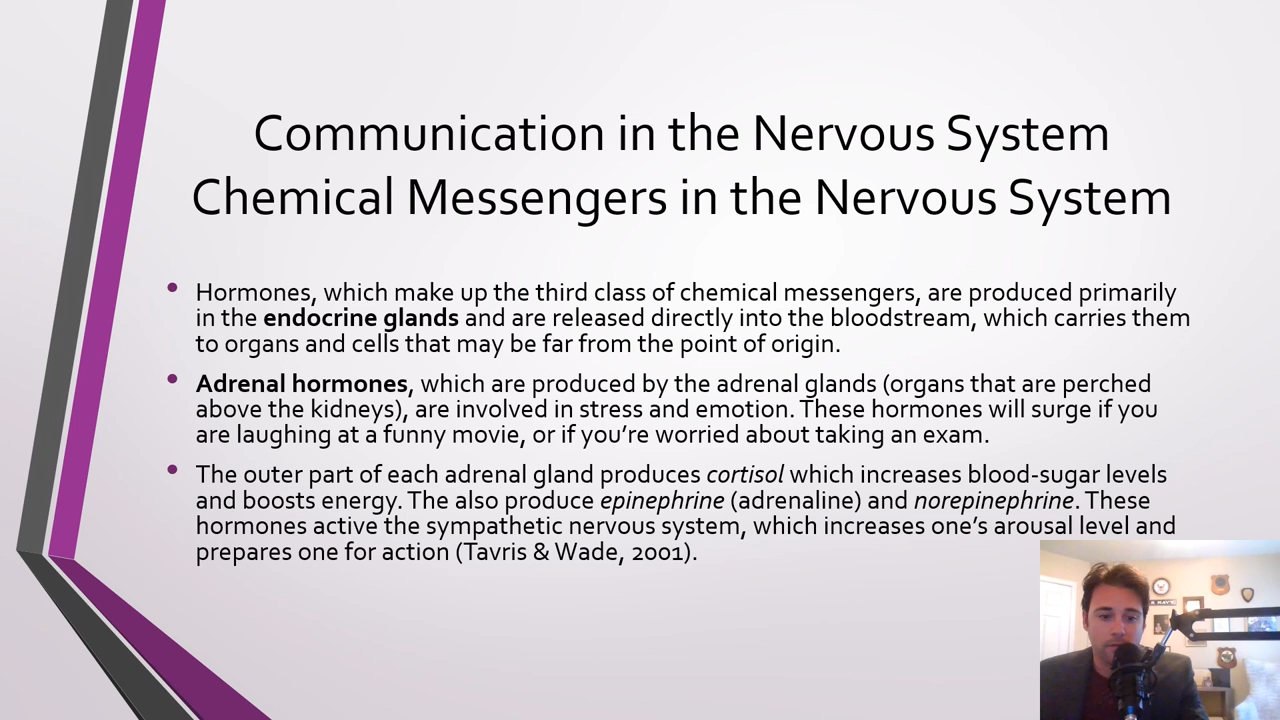 Communication in the Nervous System
Chemical Messengers in the Nervous System
• Hormones, which make up the third class of chemical messengers, are produced primarily
in the endocrine glands and are released directly into the bloodstream, which carries them
to organs and cells that may be far from the point of origin.
• Adrenal hormones, which are produced by the adrenal glands (organs that are perched
above the kidneys), are involved in stress and emotion. These hormones will surge if you
are laughing at a funny movie, or if you're worried about taking an exam.
• The outer part of each adrenal gland produces cortisol which increases blood-sugar levels
and boosts energy. The also produce epinephrine (adrenaline) and norepinephrine. These
hormones active the sympathetic nervous system, which increases one's arousal level and
prepares one for action (Tavris & Wade, 2001).
NAVY